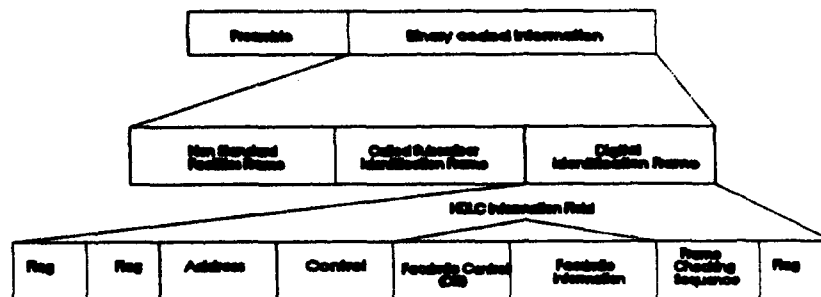 Preamble
Binary coded information
Non Standard
Facilities Frame
Called Subscriber
Identification Frame
Digital
Identification Frame
HDLC Information Field
Flag
Flag
Address
Control
Facsimile Control
Facsimile
Information
Frame
Checking
Sequence
Flag